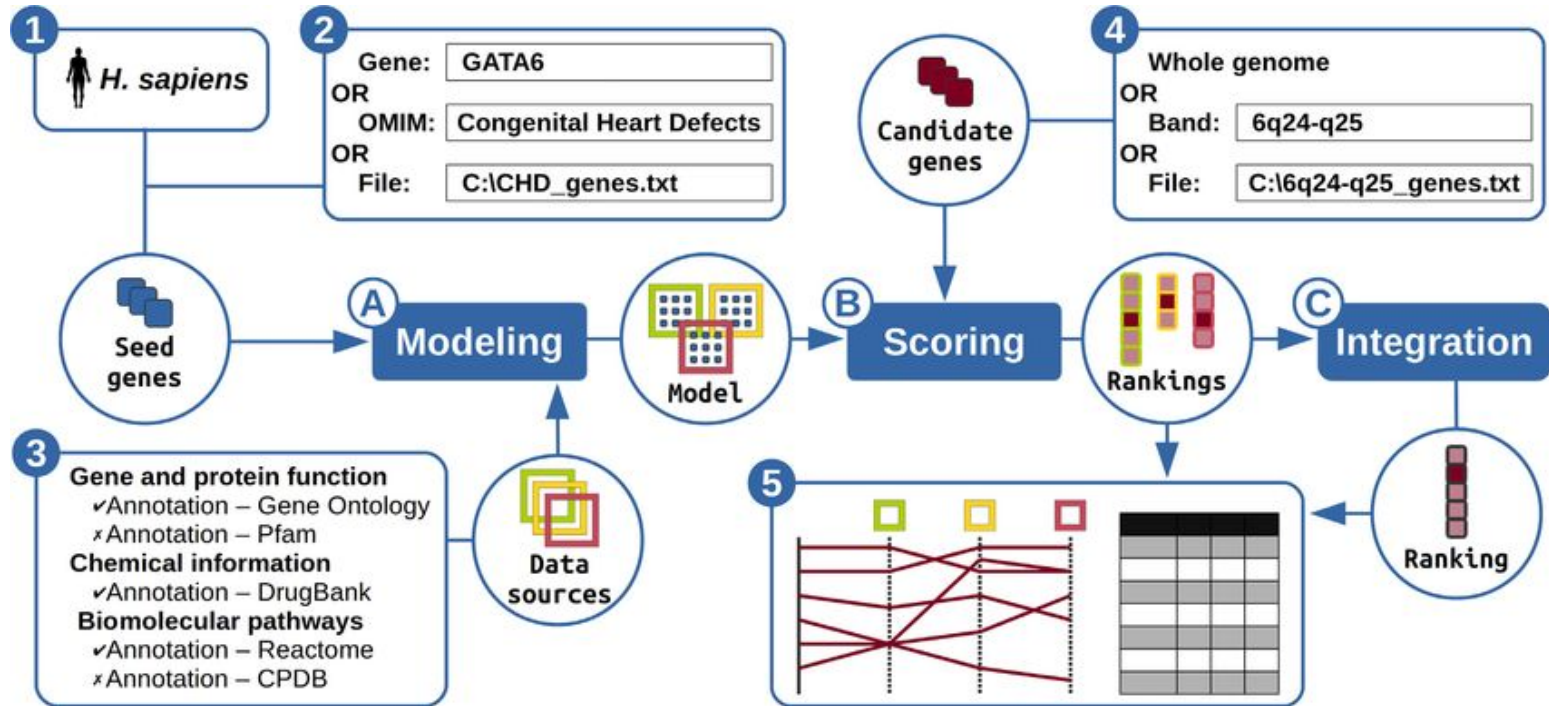 1
H. sapiens
2
Gene: GATA6
OR
OMIM: Congenital Heart Defects
OR
File: C:\CHD_genes.txt
Candidate
genes
4
Whole genome
OR
Band: 6q24-q25
OR
File: C:\6q24-q25_genes.txt
Seed
genes
A
Modeling
Model
B
Scoring
Rankings
C
Integration
3
Gene and protein function
✔Annotation – Gene Ontology
✗Annotation – Pfam
Chemical information
✔Annotation – DrugBank
Biomolecular pathways
✔Annotation – Reactome
✗Annotation – CPDB
Data
sources
5
Ranking